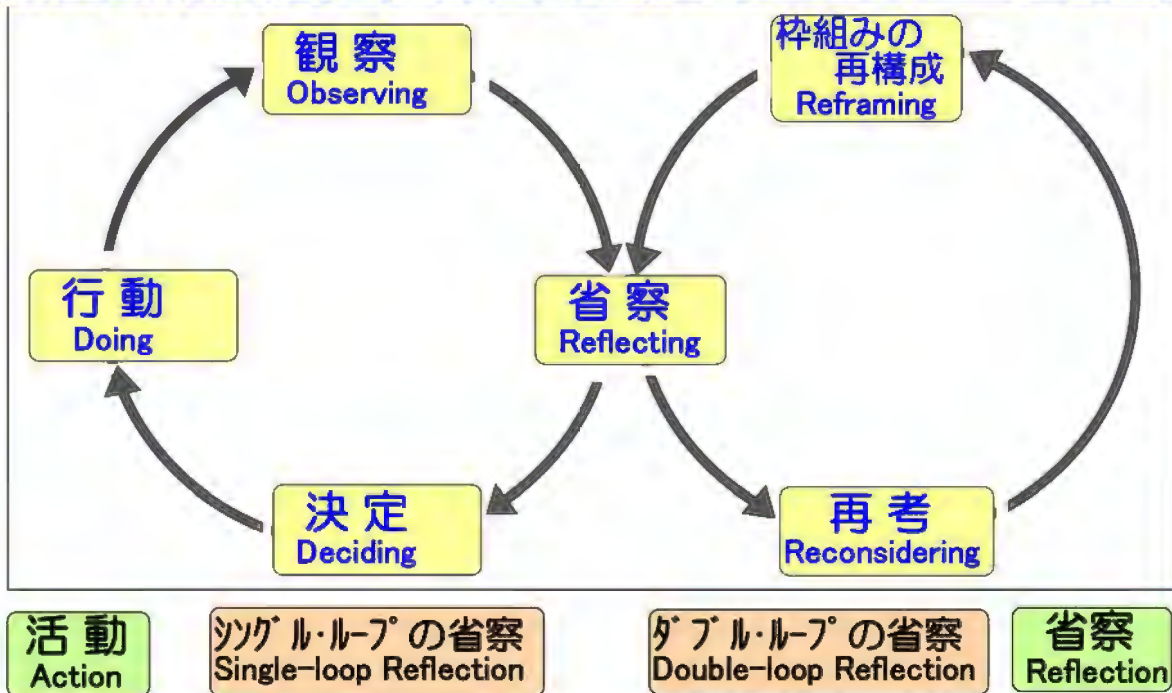 観察
Observing
枠組みの
再構成
Reframing
行動
Doing
省察
Reflecting
決定
Deciding
再考
Reconsidering
活動
Action
ｼﾝｸﾞﾙ･ﾙｰﾌﾟの省察
Single-loop Reflection
ﾀﾞﾌﾞﾙ･ﾙｰﾌﾟの省察
Double-loop Reflection
省察
Reflection